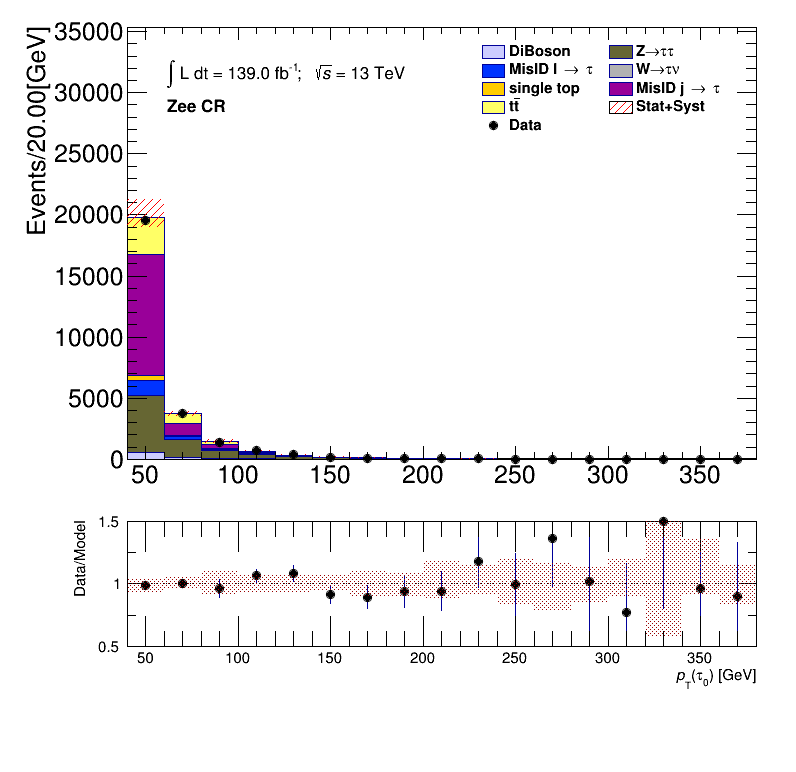 Events/20.00[GeV]
35000
30000
25000
20000
15000
10000
5000
0
∫ L dt = 139.0 fb⁻¹; √s = 13 TeV
Zee CR
DiBoson
MisID l → τ
single top
tt̄
Data
Z→ττ
W→τν
MisID j → τ
Stat+Syst
50 100 150 200 250 300 350
Data/Model
1.5
1
0.5
50 100 150 200 250 300 350
p_T(τ_0) [GeV]